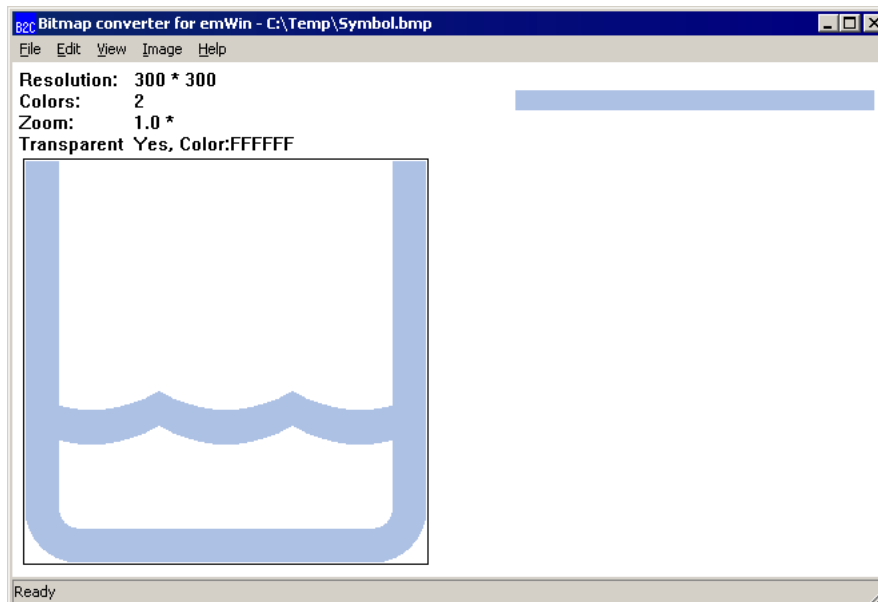 B2C Bitmap converter for emWin - C:\Temp\Symbol.bmp
File Edit View Image Help
Resolution: 300 * 300
Colors: 2
Zoom: 1.0 *
Transparent Yes, Color:FFFFFF
Ready